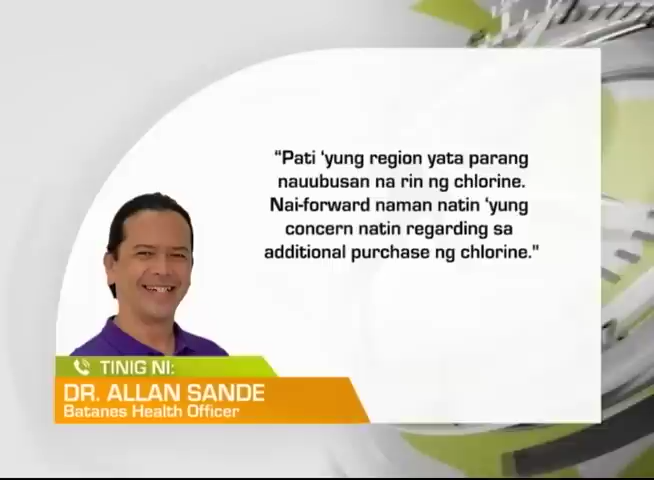 "Pati 'yung region yata parang
nauubusan na rin ng chlorine.
Nai-forward naman natin 'yung
concern natin regarding sa
additional purchase ng chlorine."
TINIG NI:
DR. ALLAN SANDE
Batanes Health Officer